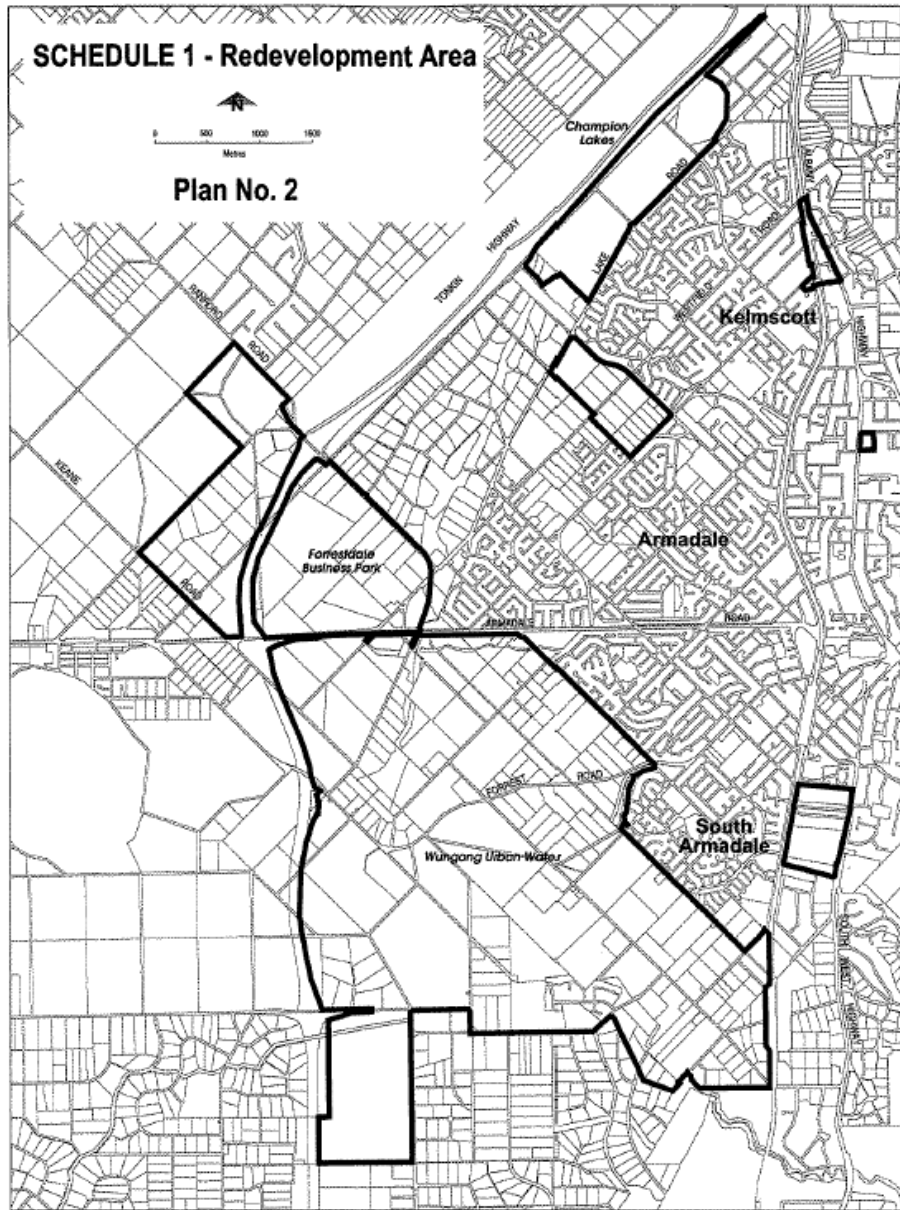 SCHEDULE 1 - Redevelopment Area
N
0 500 1000 1500
Metres
Plan No. 2
Champion
Lakes
ROAD
ALBANY
ROAD
HIGHWAY
TONKIN
LAKE
Kelmscott
HIGHWAY
RANFORD
ROAD
KEANE
Armadale
Forrestdale
Business Park
ROAD
ARMADALE
ROAD
FORREST
ROAD
South
Armadale
Wungong Urban Water
SOUTH
WEST
HIGHWAY